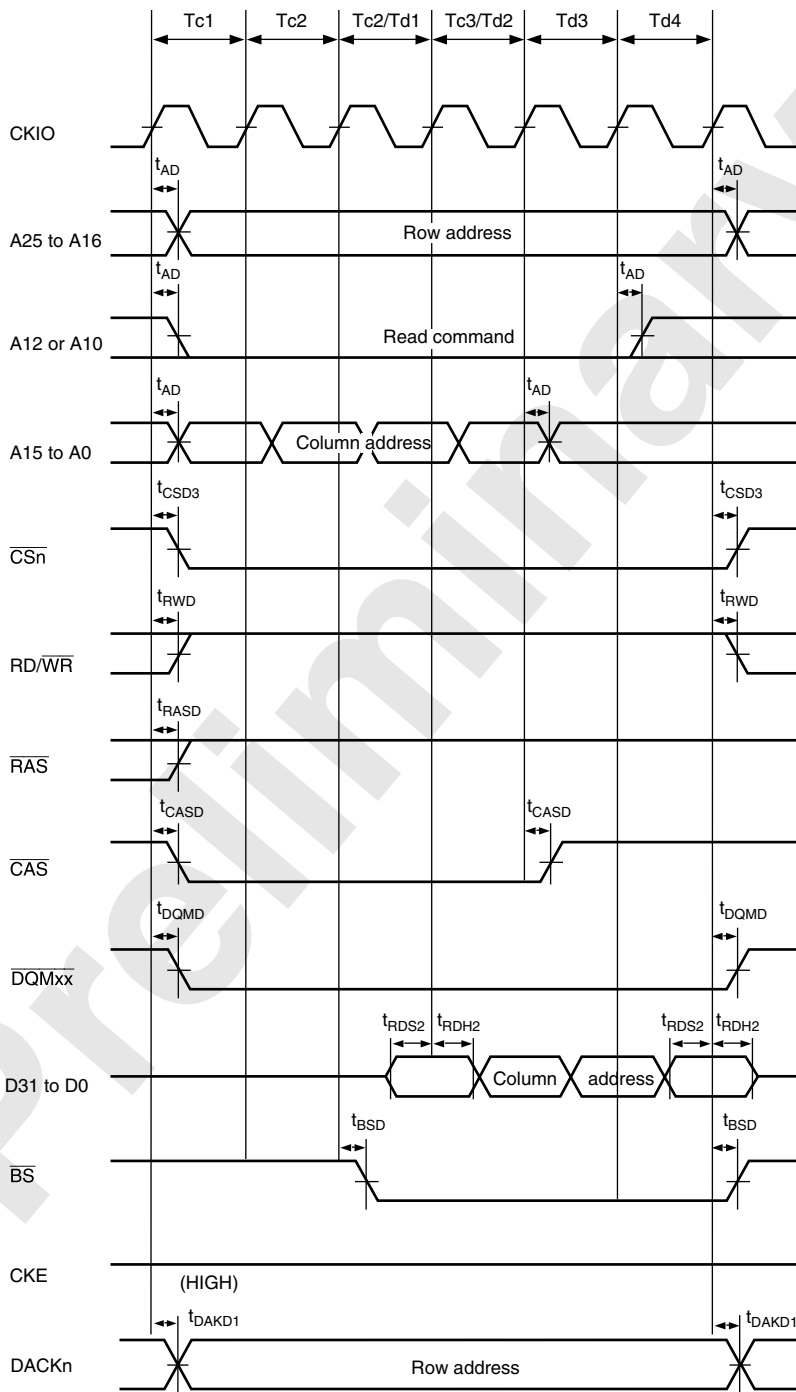 Tc1 Tc2 Tc2/Td1 Tc3/Td2 Td3 Td4
CKIO
tAD tAD
A25 to A16 Row address
tAD tAD
A12 or A10 Read command
tAD tAD
A15 to A0 Column address
tCSD3 tCSD3
CSn
tRWD tRWD
RD/WR
tRASD
RAS
tCASD tCASD
CAS
tDQMD tDQMD
DQMxx
tRDS2 tRDH2 tRDS2 tRDH2
D31 to D0 Column address
tBSD tBSD
BS
CKE
(HIGH)
tDAKD1 tDAKD1
DACKn Row address
Preliminary